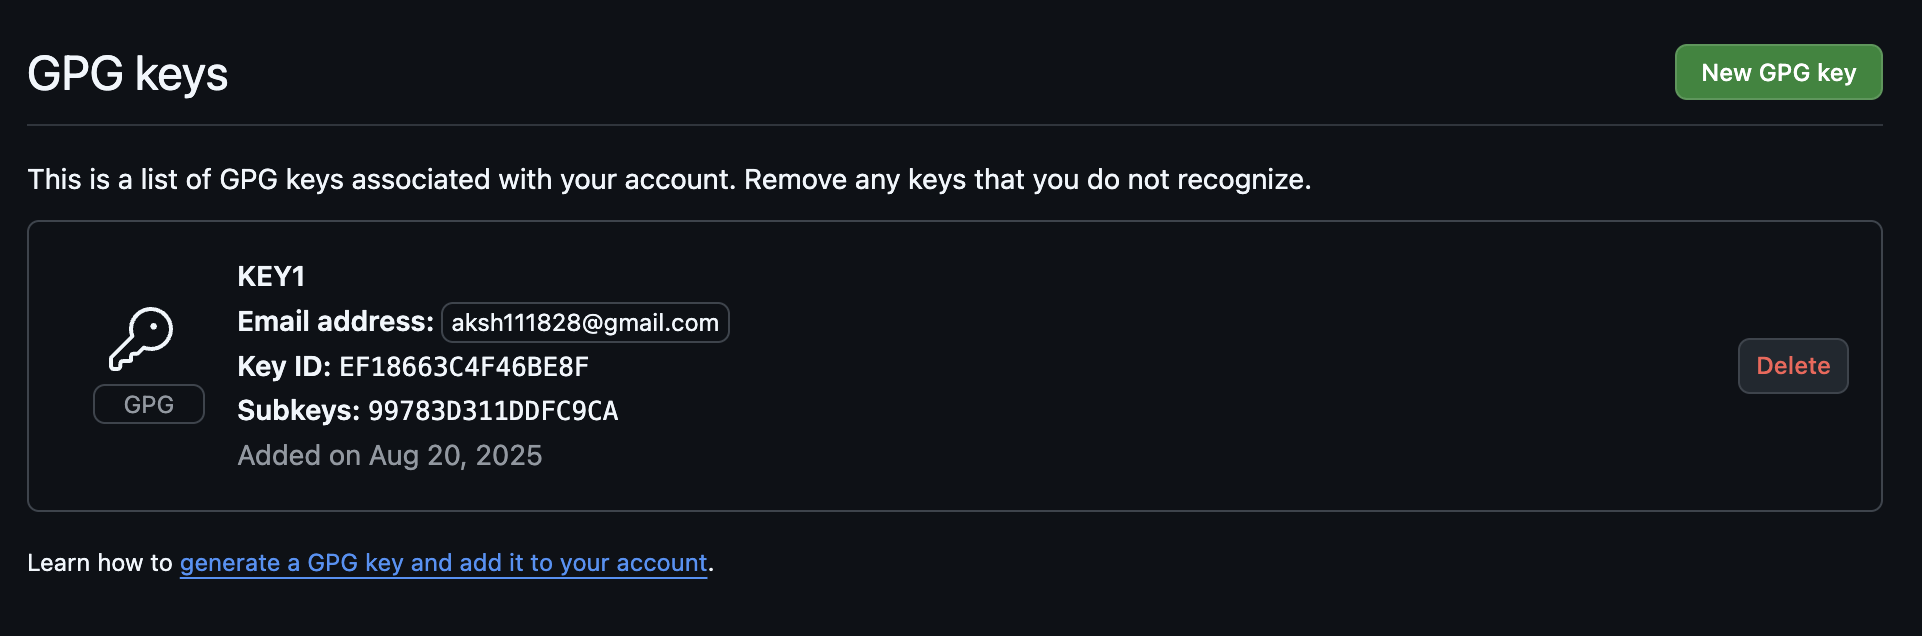 GPG keys
New GPG key
This is a list of GPG keys associated with your account. Remove any keys that you do not recognize.
KEY1
Email address: aksh111828@gmail.com
Key ID: EF18663C4F46BE8F
GPG
Subkeys: 99783D311DDFC9CA
Added on Aug 20, 2025
Delete
Learn how to generate a GPG key and add it to your account.